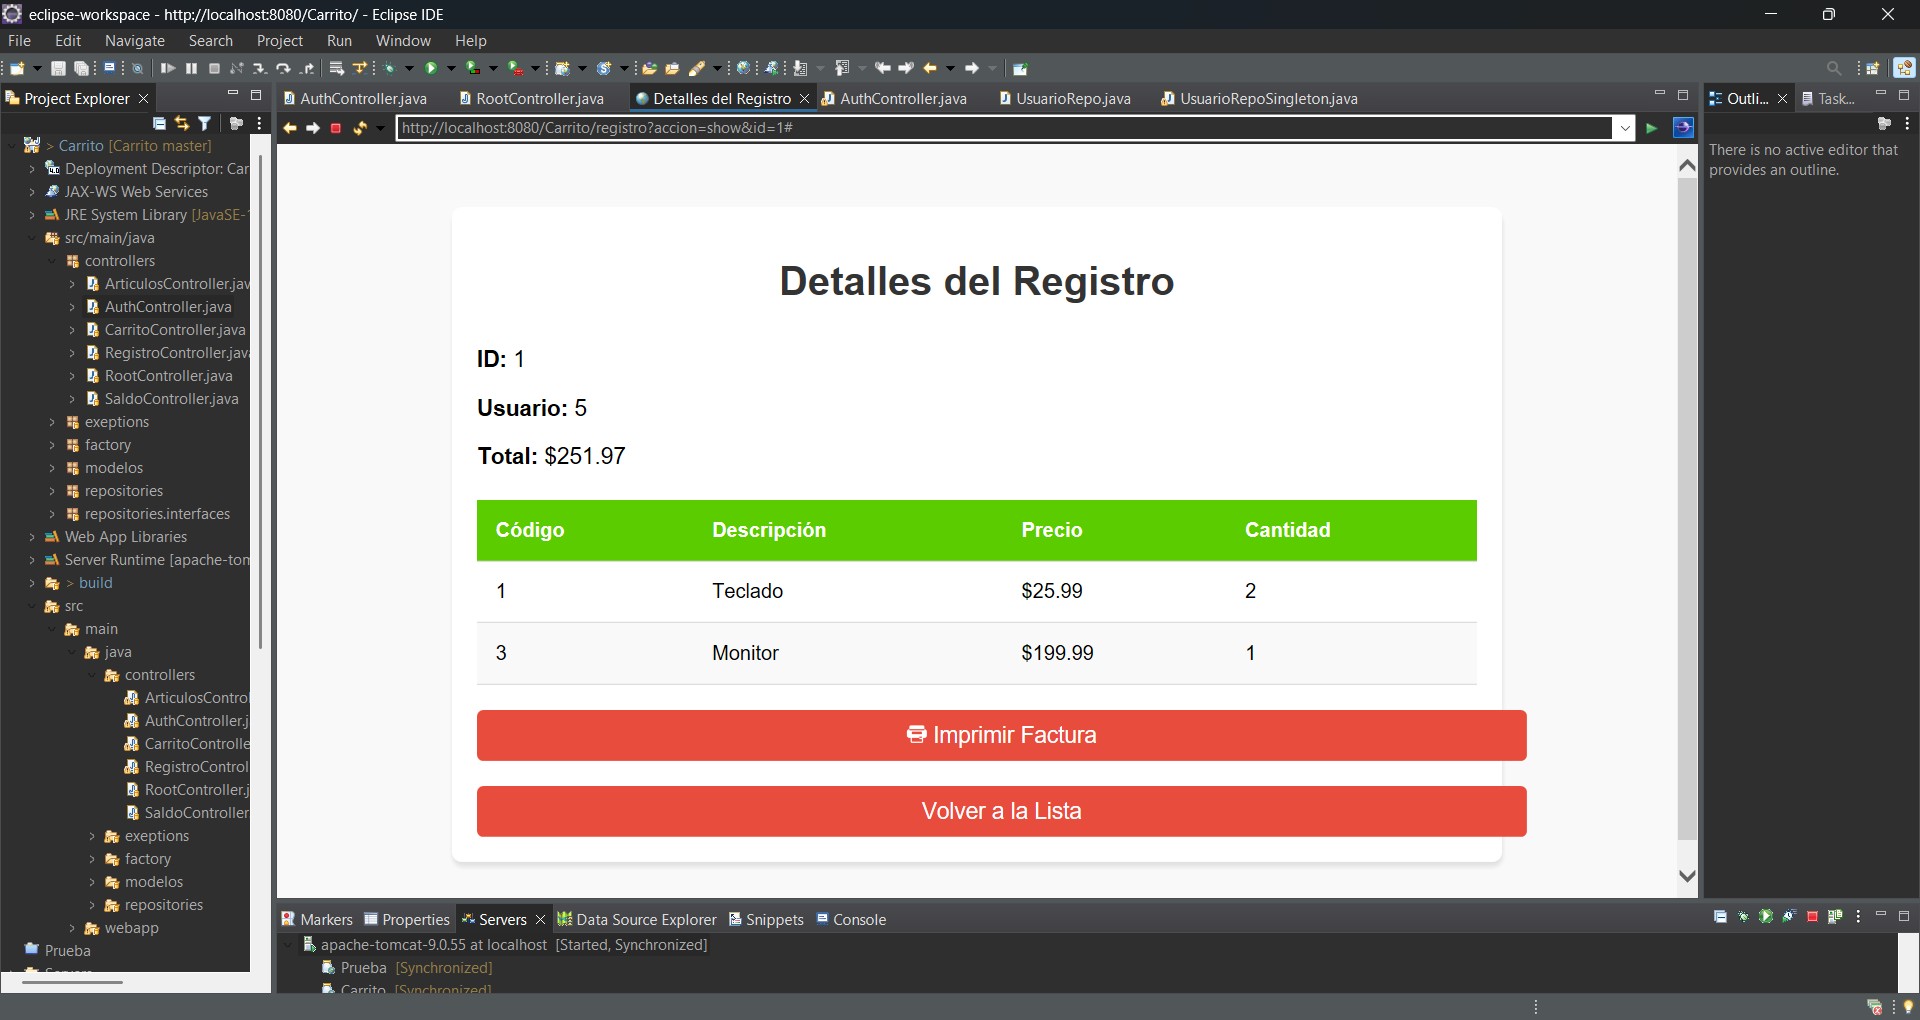 eclipse-workspace - http://localhost:8080/Carrito/ - Eclipse IDE
File Edit Navigate Search Project Run Window Help
Project Explorer
AuthController.java RootController.java Detalles del Registro AuthController.java UsuarioRepo.java UsuarioRepoSingleton.java
Outli... Task...
http://localhost:8080/Carrito/registro?accion=show&id=1#
There is no active editor that
provides an outline.
> Carrito [Carrito master]
Deployment Descriptor: Car
JAX-WS Web Services
JRE System Library [JavaSE-
src/main/java
controllers
ArticulosController.jav
AuthController.java
CarritoController.java
RegistroController.jav
RootController.java
SaldoController.java
exeptions
factory
modelos
repositories
repositories.interfaces
Web App Libraries
Server Runtime [apache-tom
> build
src
main
java
controllers
ArticulosControl
AuthController.j
CarritoControlle
RegistroControl
RootController.j
SaldoController
exeptions
factory
modelos
repositories
webapp
Prueba
Detalles del Registro
ID: 1
Usuario: 5
Total: $251.97
Código Descripción Precio Cantidad
1 Teclado $25.99 2
3 Monitor $199.99 1
Imprimir Factura
Volver a la Lista
Markers Properties Servers Data Source Explorer Snippets Console
apache-tomcat-9.0.55 at localhost [Started, Synchronized]
Prueba [Synchronized]
Carrito [Synchronized]